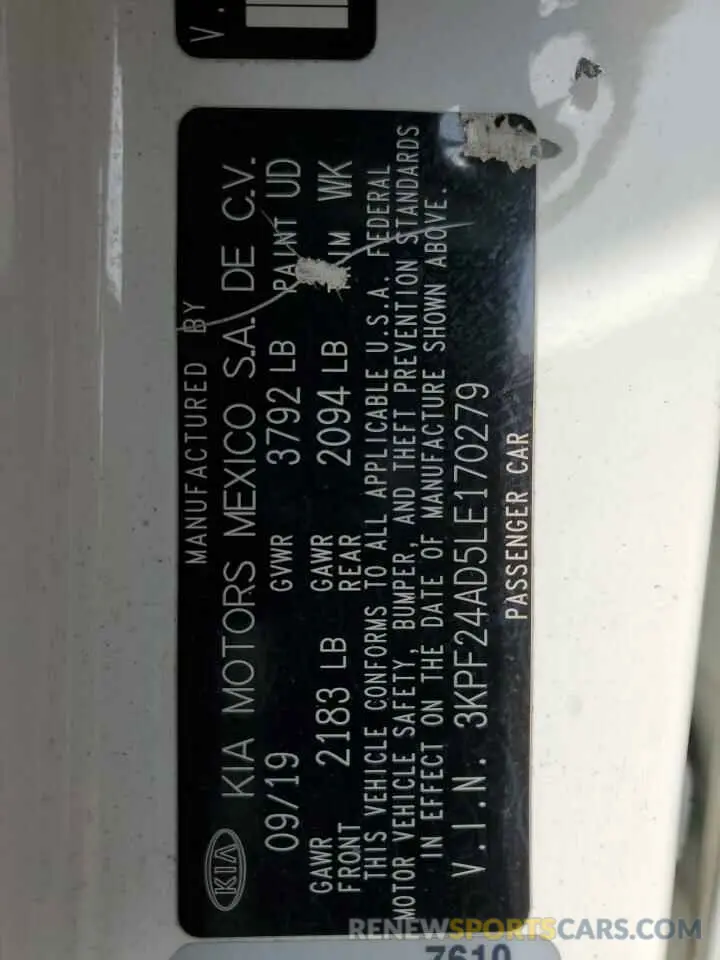 V.
MANUFACTURED BY
KIA KIA MOTORS MEXICO S.A. DE C.V.
09/19 GVWR 3792 LB PAINT UD
GAWR FRONT 2183 LB GAWR REAR 2094 LB TRIM WK
THIS VEHICLE CONFORMS TO ALL APPLICABLE U.S.A. FEDERAL
MOTOR VEHICLE SAFETY, BUMPER, AND THEFT PREVENTION STANDARDS
IN EFFECT ON THE DATE OF MANUFACTURE SHOWN ABOVE.
V.I.N. 3KPF24AD5LE170279
PASSENGER CAR
RENEWSPORTSCARS.COM
7610